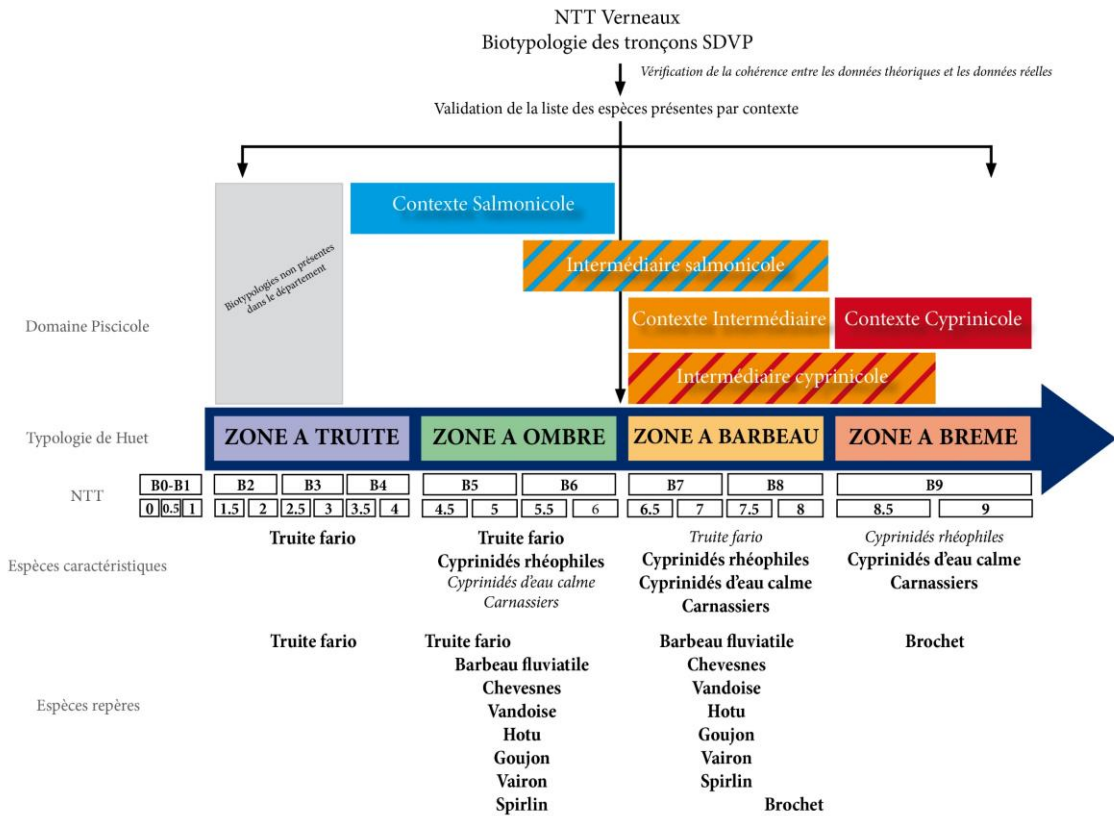 NTT Verneaux
Biotypologie des tronçons SDVP
Vérification de la cohérence entre les données théoriques et les données réelles
Validation de la liste des espèces présentes par contexte
Biotypologies non présentes
dans le département
Contexte Salmonicole
Intermédiaire salmonicole
Domaine Piscicole
Contexte Intermédiaire
Contexte Cyprinicole
Intermédiaire cyprinicole
Typologie de Huet
ZONE A TRUITE
ZONE A OMBRE
ZONE A BARBEAU
ZONE A BREME
NTT
B0-B1 B2 B3 B4 B5 B6 B7 B8 B9
0 0.5 1 1.5 2 2.5 3 3.5 4 4.5 5 5.5 6 6.5 7 7.5 8 8.5 9
Espèces caractéristiques
Truite fario
Truite fario
Cyprinidés rhéophiles
Cyprinidés d'eau calme
Carnassiers
Truite fario
Cyprinidés rhéophiles
Cyprinidés d'eau calme
Carnassiers
Cyprinidés rhéophiles
Cyprinidés d'eau calme
Carnassiers
Espèces repères
Truite fario
Truite fario
Barbeau fluviatile
Chevesnes
Vandoise
Hotu
Goujon
Vairon
Spirlin
Barbeau fluviatile
Chevesnes
Vandoise
Hotu
Goujon
Vairon
Spirlin
Brochet
Brochet